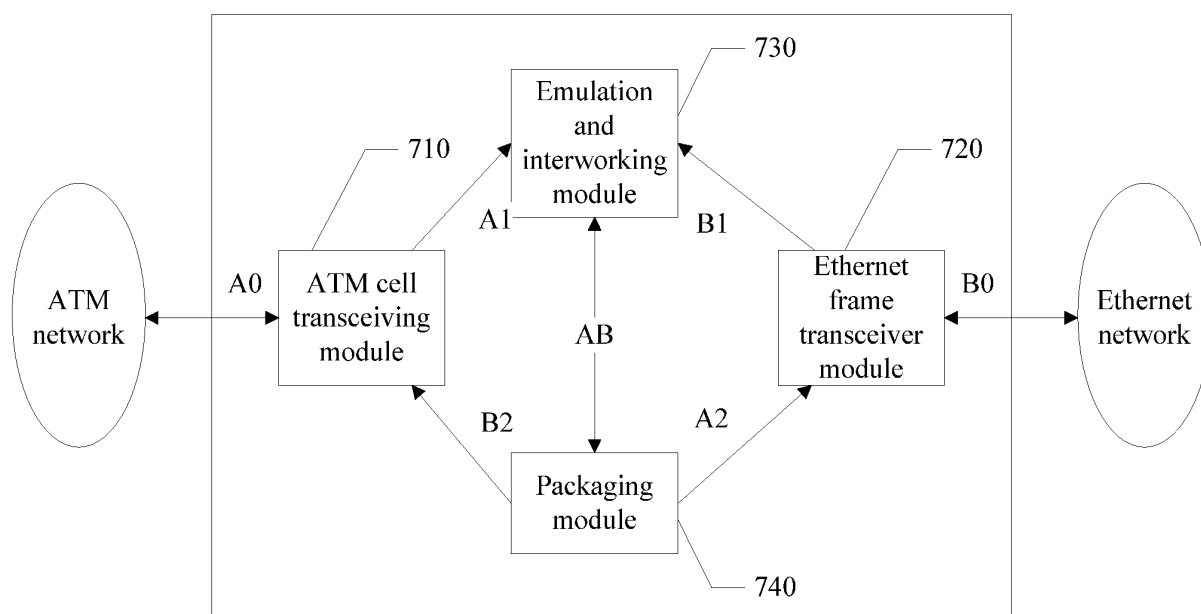 730
Emulation
and
interworking
module
710
720
A1
B1
ATM
network
A0
ATM cell
transceiving
module
Ethernet
frame
transceiver
module
B0
Ethernet
network
AB
B2
A2
Packaging
module
740